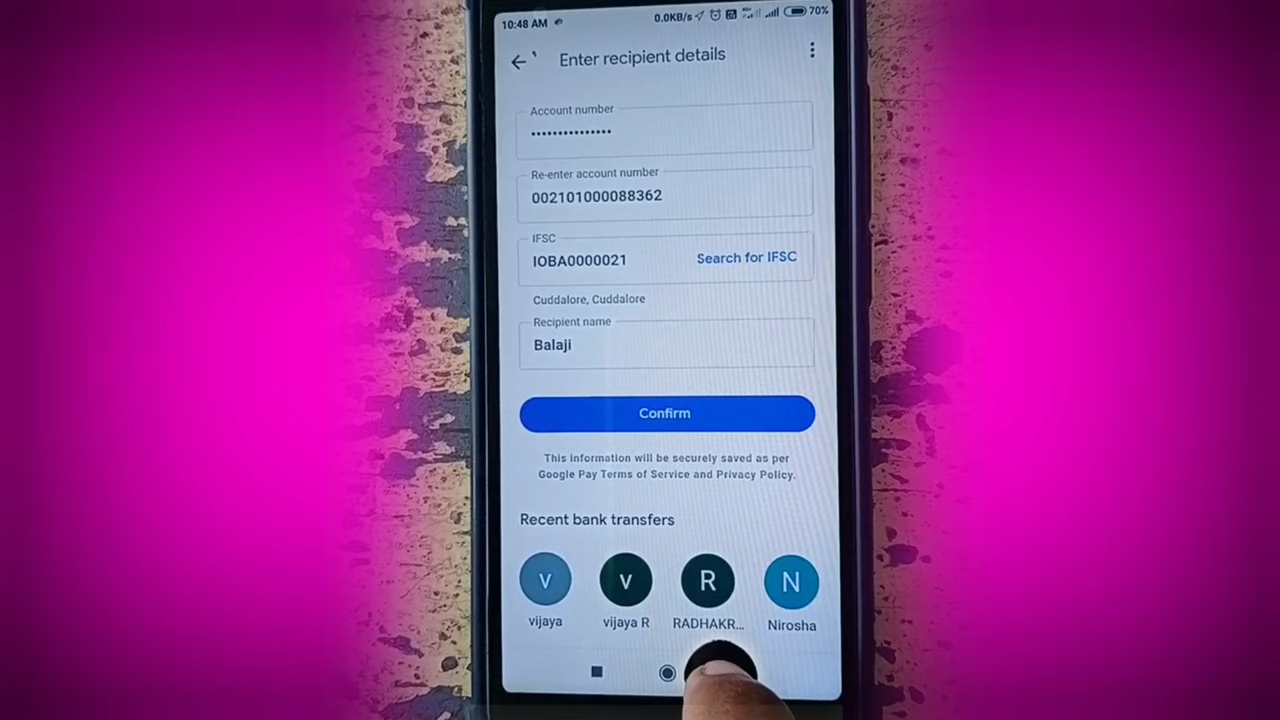 10:48 AM 0.0KB/s 70%
Enter recipient details
Account number
•••••••••••••••
Re-enter account number
002101000088362
IFSC
IOBA0000021 Search for IFSC
Cuddalore, Cuddalore
Recipient name
Balaji
Confirm
This information will be securely saved as per
Google Pay Terms of Service and Privacy Policy.
Recent bank transfers
V V R N
vijaya vijaya R RADHAKR... Nirosha